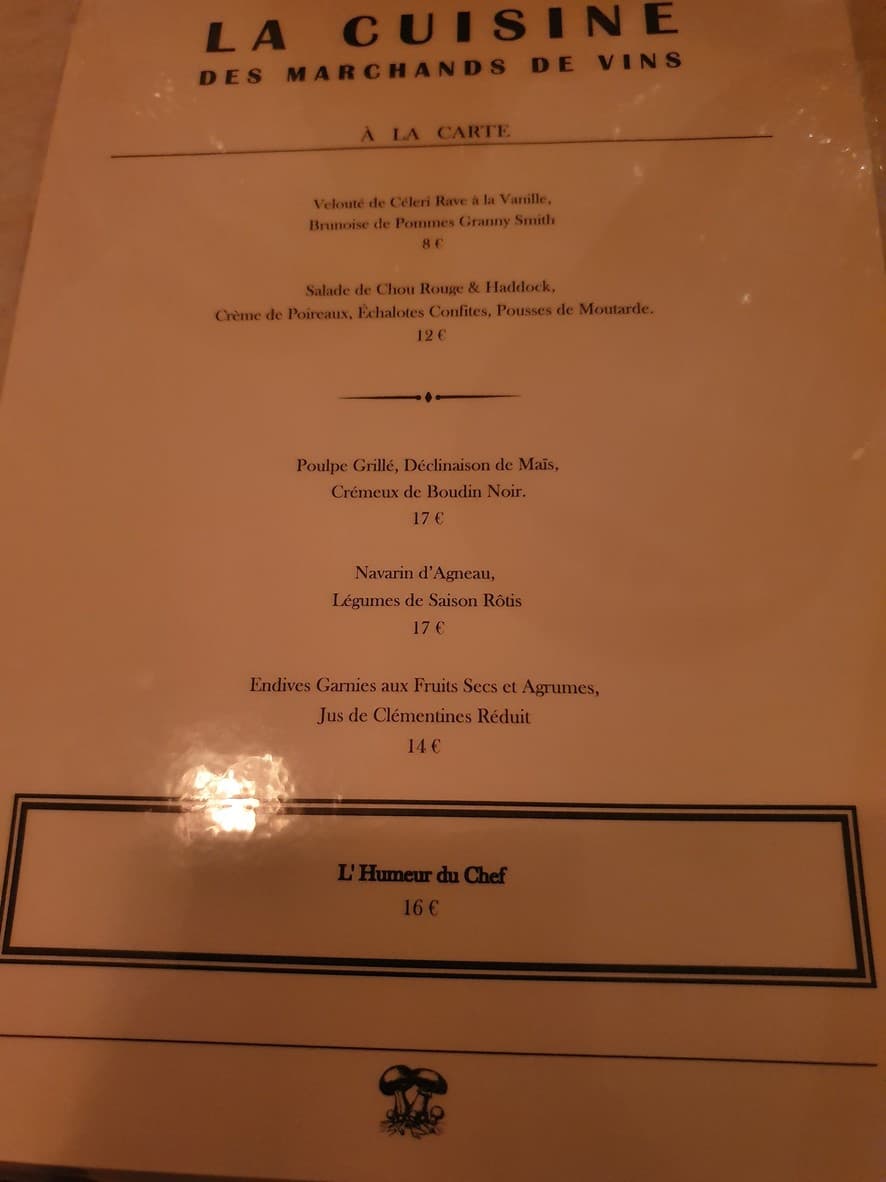 LA CUISINE
DES MARCHANDS DE VINS
À LA CARTE
Velouté de Céleri Rave à la Vanille,
Brunoise de Pommes Granny Smith
8 €
Salade de Chou Rouge & Haddock,
Crème de Poireaux, Échalotes Confites, Pousses de Moutarde.
12 €
Poulpe Grillé, Déclinaison de Maïs,
Crémeux de Boudin Noir.
17 €
Navarin d'Agneau,
Légumes de Saison Rôtis
17 €
Endives Garnies aux Fruits Secs et Agrumes,
Jus de Clémentines Réduit
14 €
L' Humeur du Chef
16 €